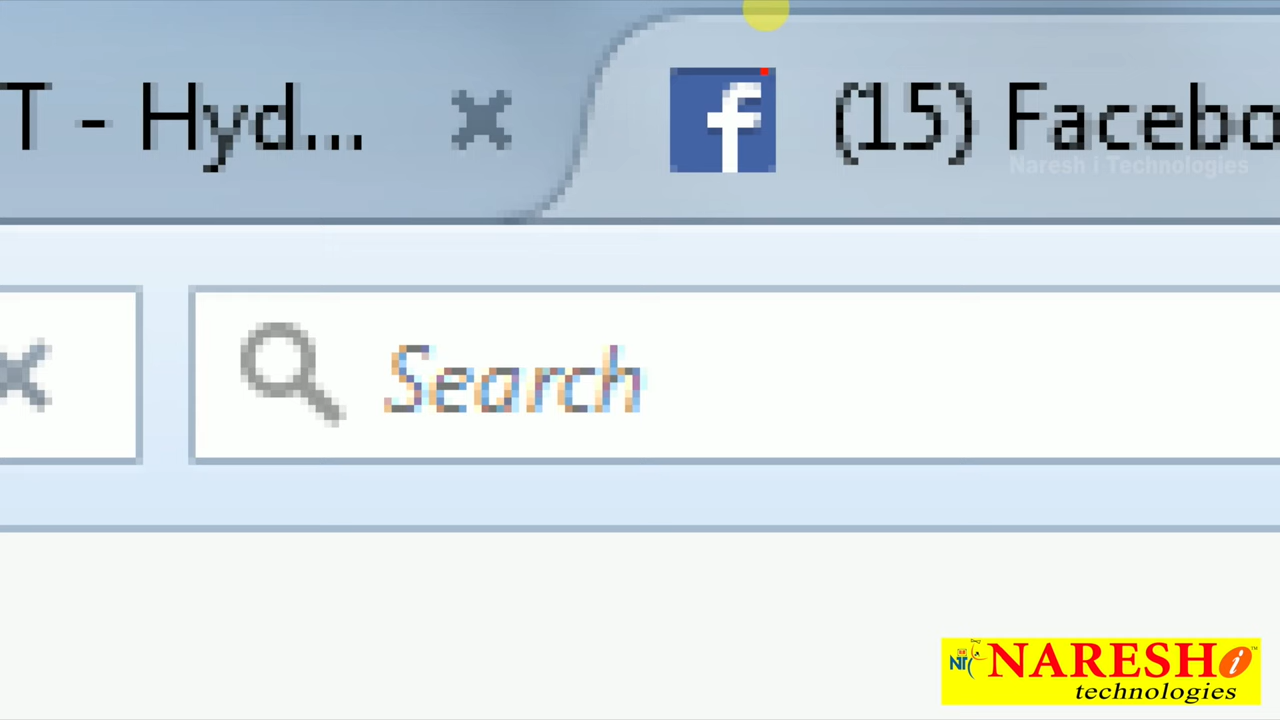 T - Hyd...
(15) Facebo
Naresh i Technologies
Search
NARESH i
technologies